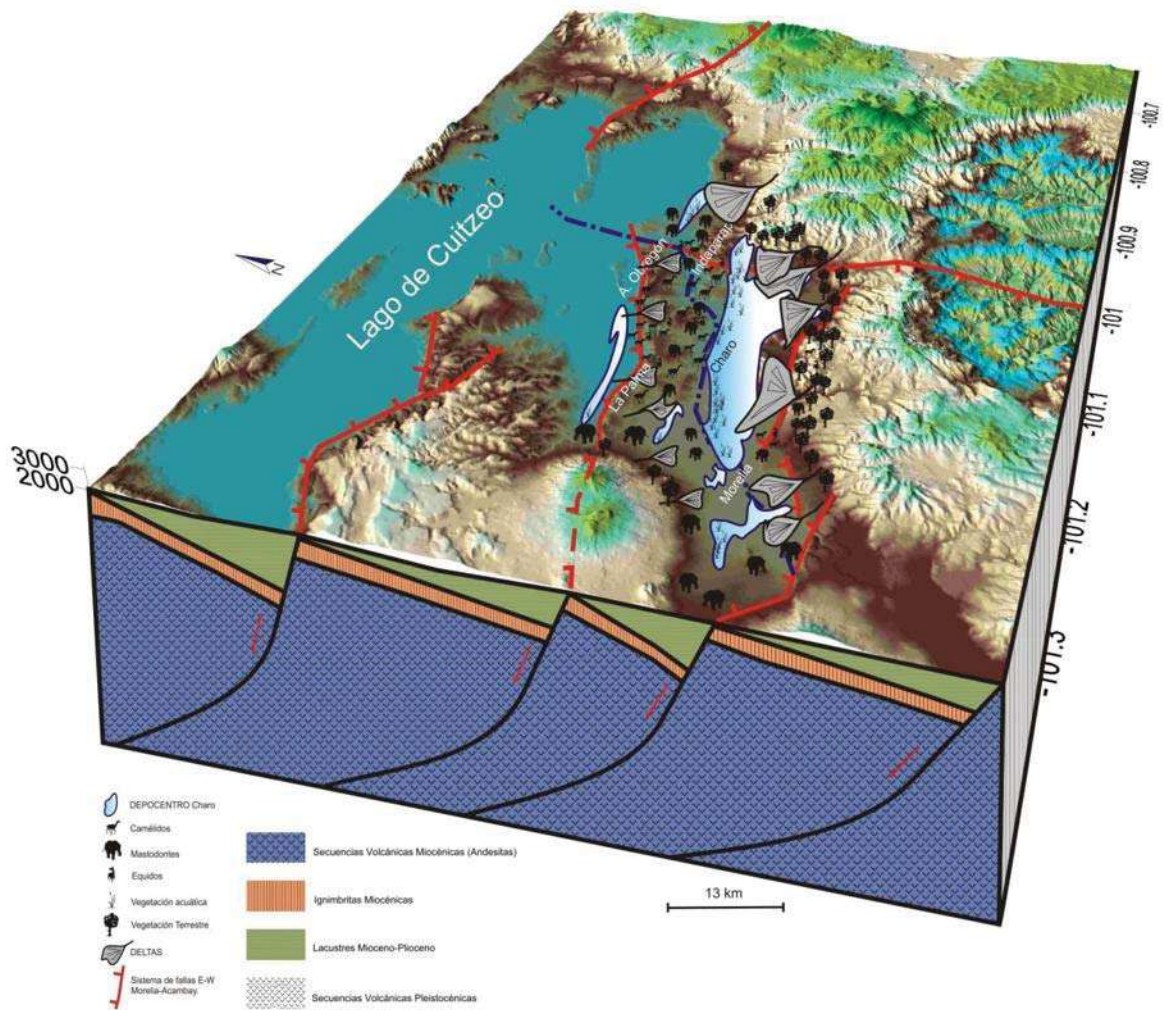 -100.7
-100.8
-100.9
-101
-101.1
-101.2
-101.3
Lago de Cuitzeo
N
A. Obregón
La Palma
Charo
Morelia
3000
2000
DEPOCENTRO Charo
Camélidos
Mastodontes
Equidos
Vegetación acuática
Vegetación Terrestre
DELTAS
Sistema de fallas E-W
Morelia-Acambay.
Secuencias Volcánicas Miocénicas (Andesitas)
Ignimbritas Miocénicas
Lacustres Mioceno-Plioceno
Secuencias Volcánicas Pleistocénicas
13 km